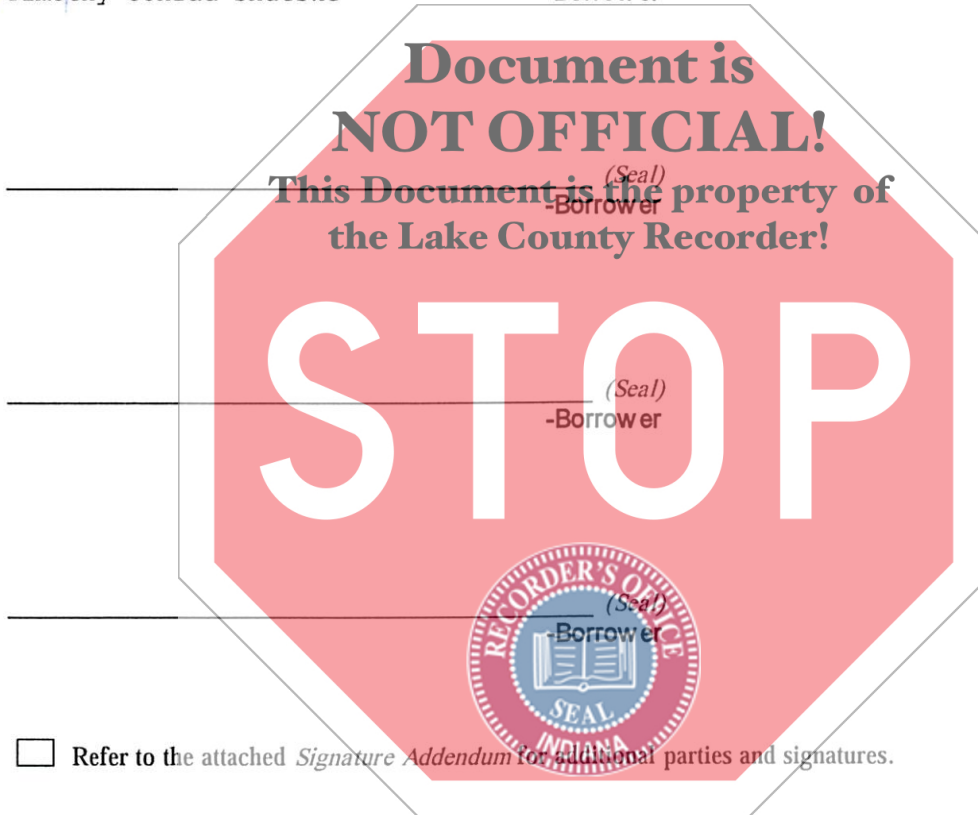 Document is
NOT OFFICIAL!
(Seal)
This Document is the property of
-Borrower
the Lake County Recorder!
STOP
(Seal)
-Borrower
RECORDER'S OFFICE
(Seal)
-Borrower
SEAL
INDIANA
Refer to the attached Signature Addendum for additional parties and signatures.